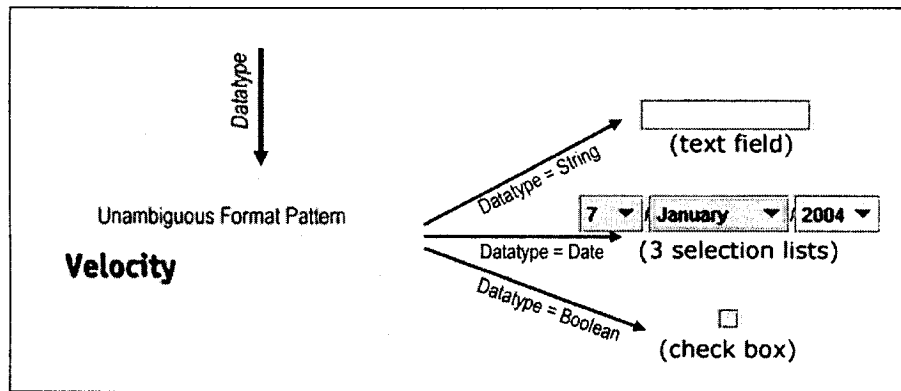 Datatype
(text field)
Datatype = String
Unambiguous Format Pattern
7 / January / 2004
Datatype = Date
(3 selection lists)
Velocity
Datatype = Boolean
(check box)